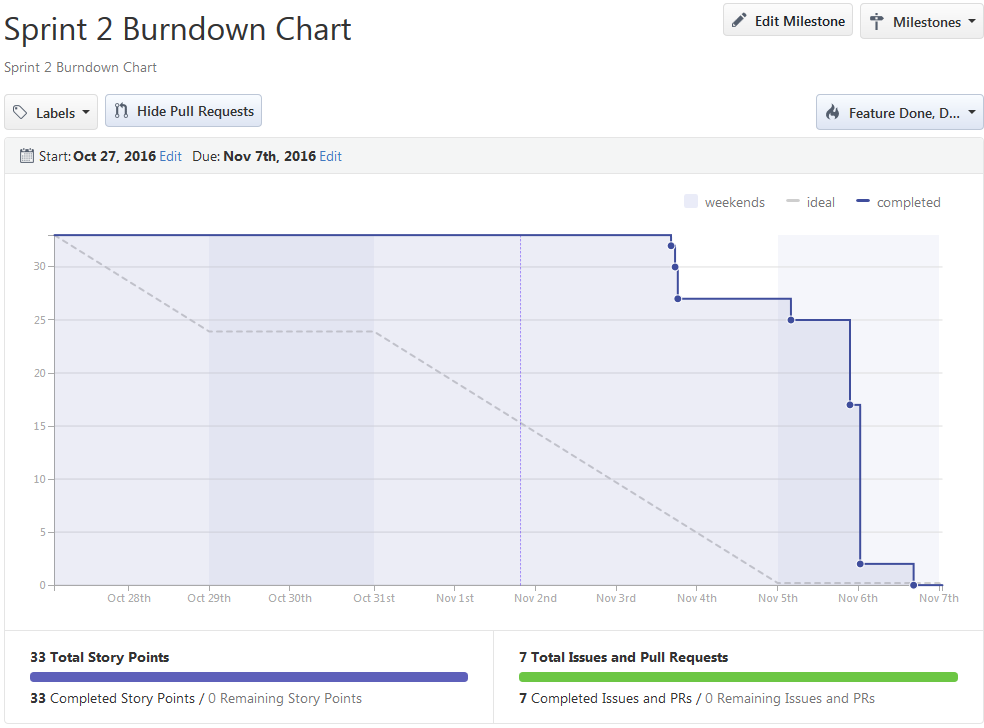 Sprint 2 Burndown Chart
Edit Milestone
Milestones
Sprint 2 Burndown Chart
Labels
Hide Pull Requests
Feature Done, D...
Start: Oct 27, 2016 Edit Due: Nov 7th, 2016 Edit
weekends ideal completed
30
25
20
15
10
5
0
Oct 28th Oct 29th Oct 30th Oct 31st Nov 1st Nov 2nd Nov 3rd Nov 4th Nov 5th Nov 6th Nov 7th
33 Total Story Points
33 Completed Story Points / 0 Remaining Story Points
7 Total Issues and Pull Requests
7 Completed Issues and PRs / 0 Remaining Issues and PRs